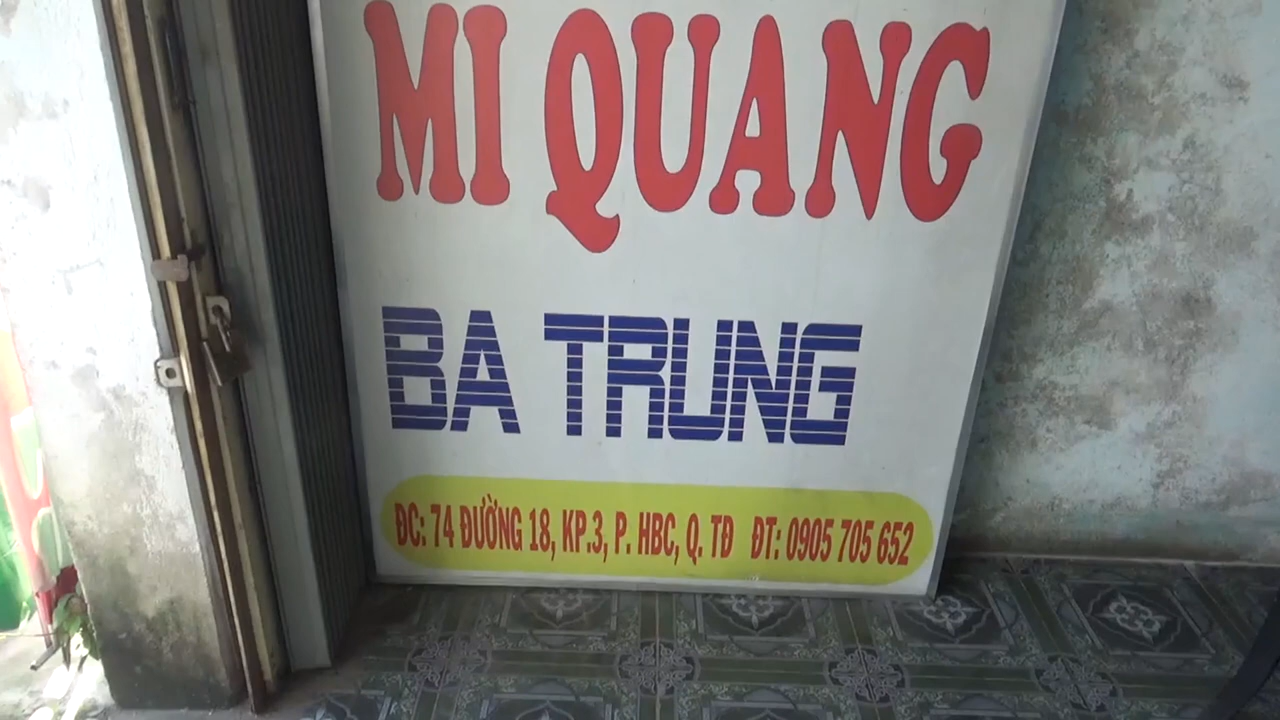 MI QUANG
BA TRUNG
ĐC: 74 ĐƯỜNG 18, KP.3, P. HBC, Q. TĐ ĐT: 0905 705 652